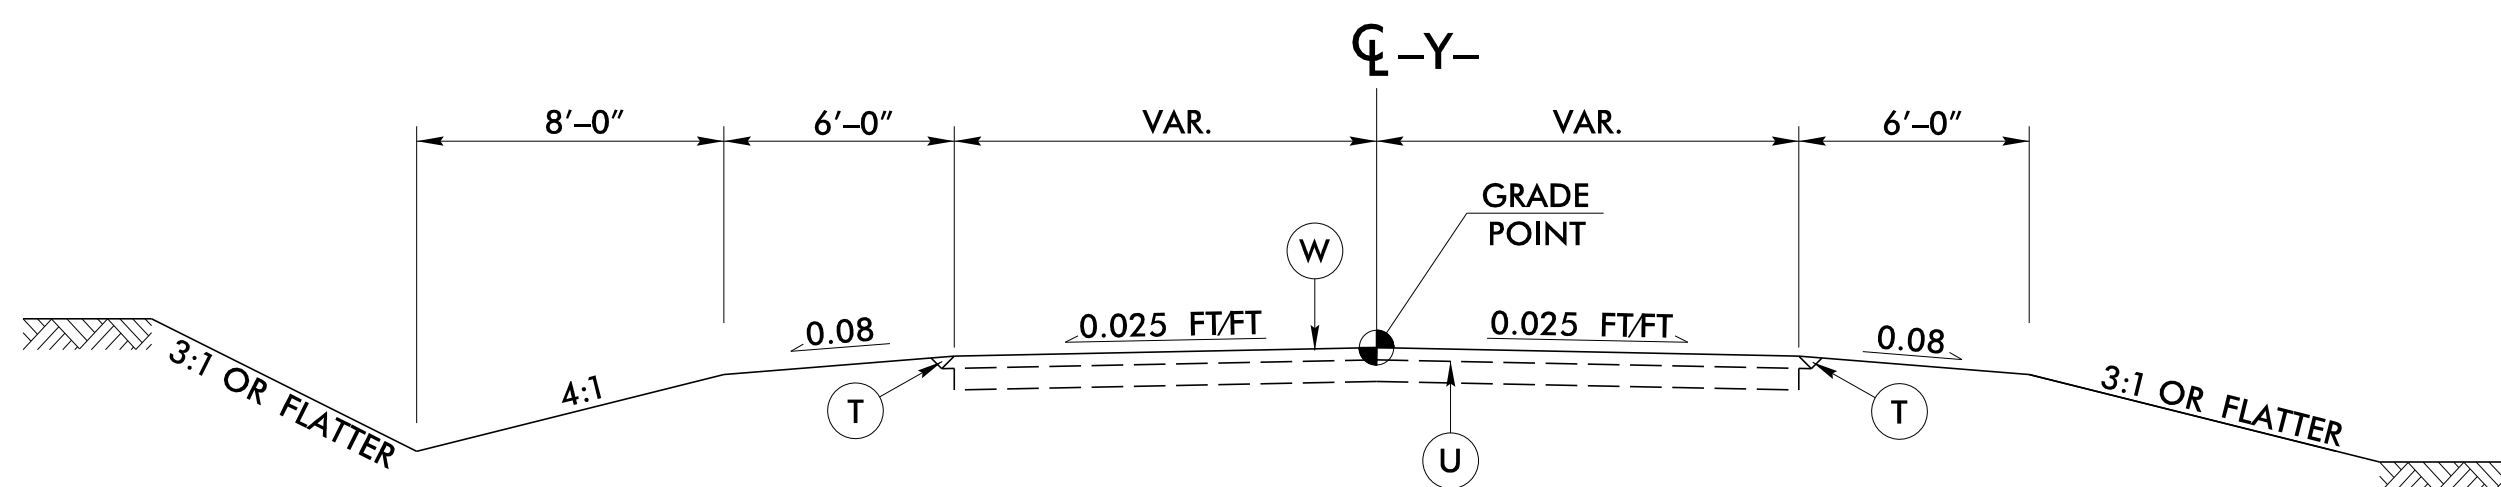 ℄ –Y–
8'–0" 6'–0" VAR. VAR. 6'–0"
GRADE
POINT
W
0.08 0.025 FT/FT 0.025 FT/FT 0.08
3:1 OR FLATTER
4:1
T
U
T
3:1 OR FLATTER